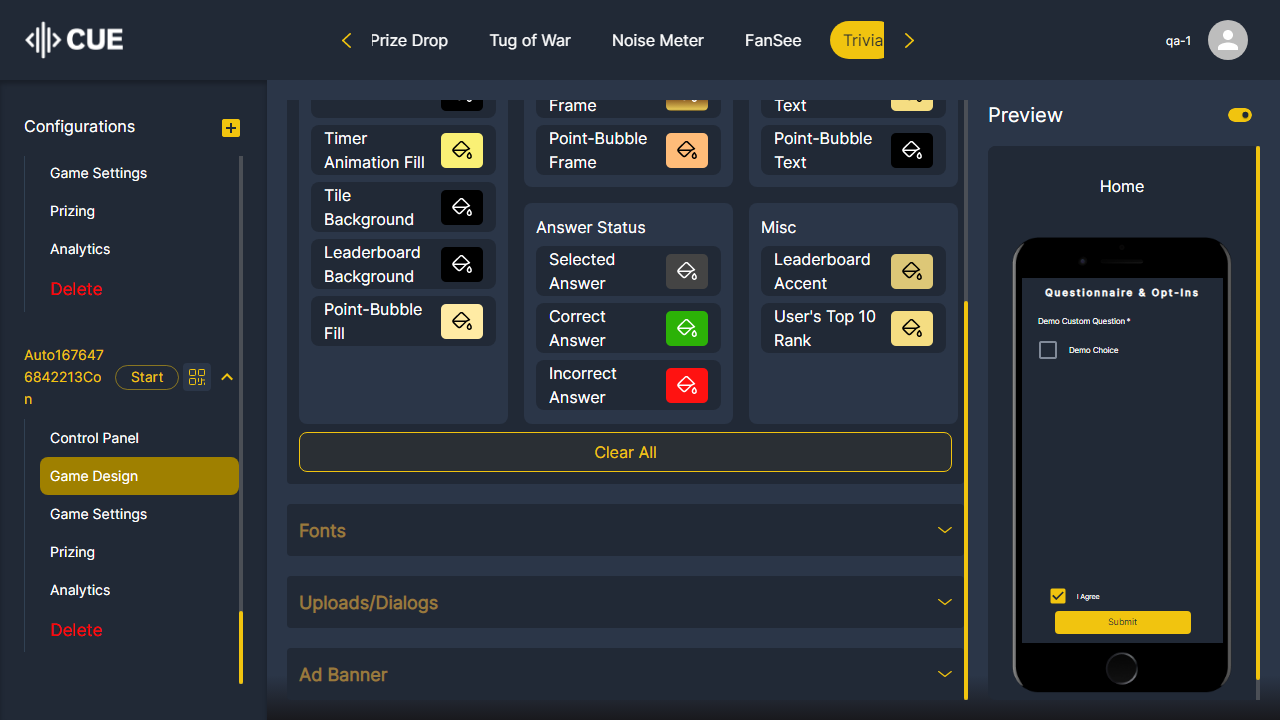 CUE
Prize Drop
Tug of War
Noise Meter
FanSee
Trivia
qa-1
Configurations
Game Settings
Prizing
Analytics
Delete
Auto167647
6842213Co
n
Start
Control Panel
Game Design
Game Settings
Prizing
Analytics
Delete
Timer
Animation Fill
Tile
Background
Leaderboard
Background
Point-Bubble
Fill
Frame
Point-Bubble
Frame
Text
Point-Bubble
Text
Answer Status
Selected
Answer
Correct
Answer
Incorrect
Answer
Misc
Leaderboard
Accent
User's Top 10
Rank
Clear All
Fonts
Uploads/Dialogs
Ad Banner
Preview
Home
Questionnaire & Opt-Ins
Demo Custom Question *
Demo Choice
I Agree
Submit